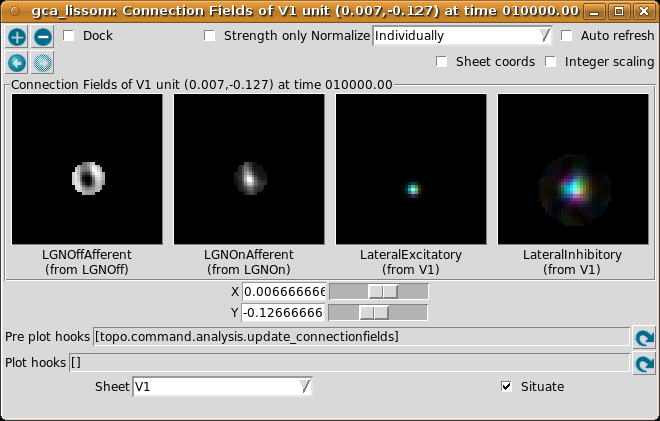 gca_lissom: Connection Fields of V1 unit (0.007,-0.127) at time 010000.00
Dock Strength only Normalize Individually Auto refresh
Sheet coords Integer scaling
Connection Fields of V1 unit (0.007,-0.127) at time 010000.00
LGNOffAfferent LGNOnAfferent LateralExcitatory LateralInhibitory
(from LGNOff) (from LGNOn) (from V1) (from V1)
X 0.006666666
Y -0.12666666
Pre plot hooks [topo.command.analysis.update_connectionfields]
Plot hooks []
Sheet V1 Situate